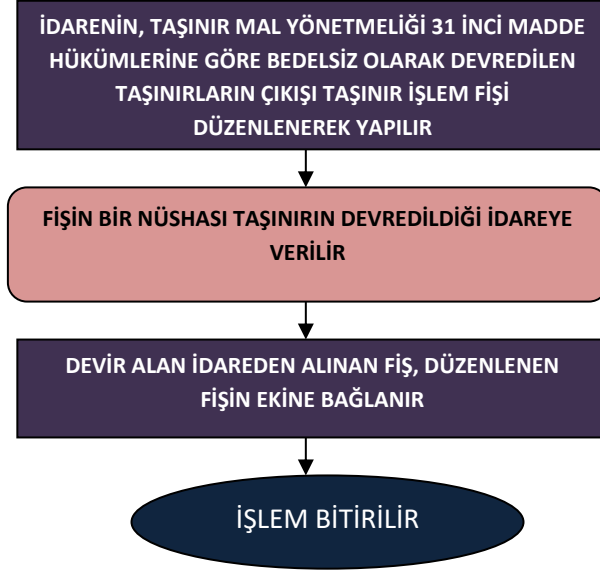 İDARENİN, TAŞINIR MAL YÖNETMELİĞİ 31 İNCİ MADDE
HÜKÜMLERİNE GÖRE BEDELSİZ OLARAK DEVREDİLEN
TAŞINIRLARIN ÇIKIŞI TAŞINIR İŞLEM FİŞİ
DÜZENLENEREK YAPILIR
FİŞİN BİR NÜSHASI TAŞINIRIN DEVREDİLDİĞİ İDAREYE
VERİLİR
DEVİR ALAN İDAREDEN ALINAN FİŞ, DÜZENLENEN
FİŞİN EKİNE BAĞLANIR
İŞLEM BİTİRİLİR